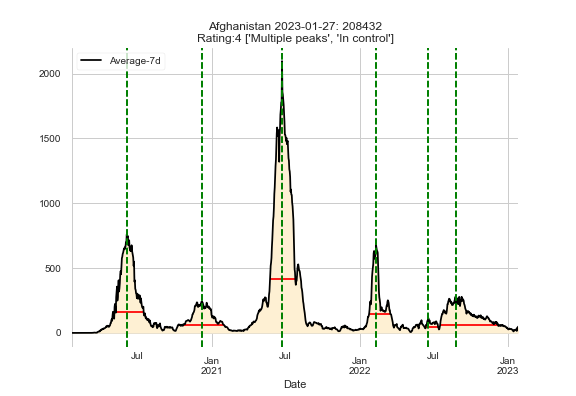 Afghanistan 2023-01-27: 208432
Rating:4 ['Multiple peaks', 'In control']
Average-7d
2000
1500
1000
500
0
Jul
Jan
2021
Jul
Jan
2022
Jul
Jan
2023
Date